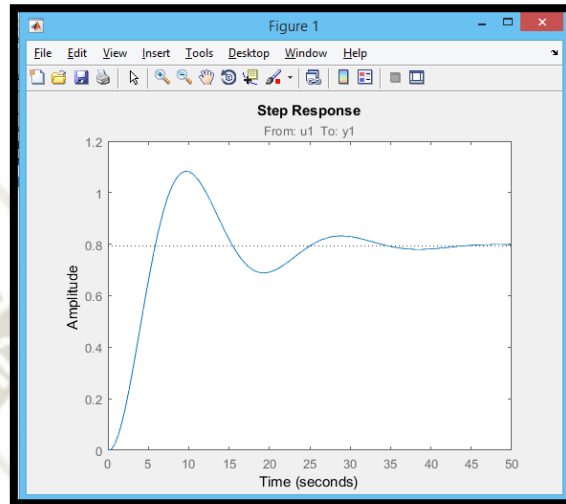 Figure 1
File Edit View Insert Tools Desktop Window Help
Step Response
From: u1 To: y1
1.2
1
0.8
0.6
0.4
0.2
0
Amplitude
0 5 10 15 20 25 30 35 40 45 50
Time (seconds)